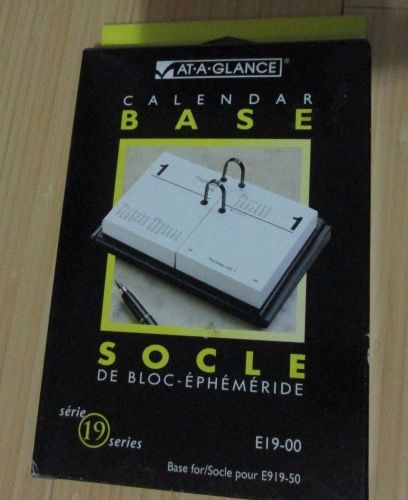 AT-A-GLANCE®
CALENDAR
BASE
1
1
SOCLE
DE BLOC-ÉPHÉMÉRIDE
série
19
series
E19-00
Base for/Socle pour E919-50